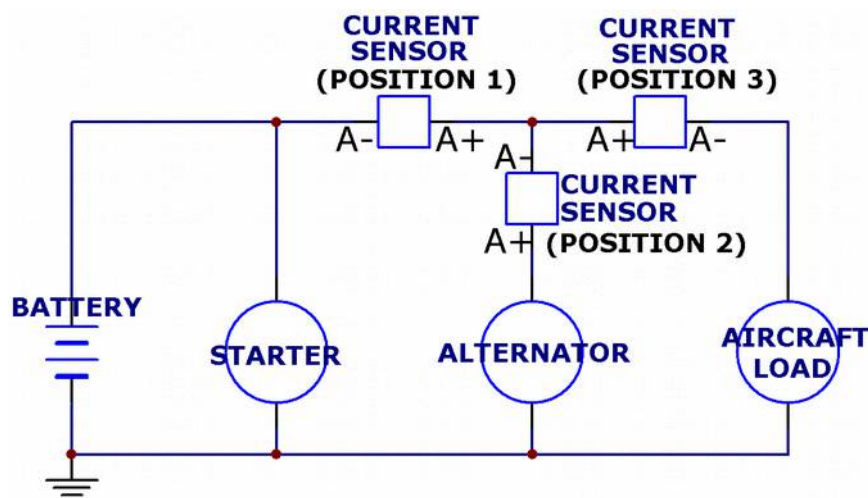 CURRENT
SENSOR
(POSITION 1)
CURRENT
SENSOR
(POSITION 3)
A-
A+
A+
A-
A-
CURRENT
SENSOR
A+
(POSITION 2)
BATTERY
STARTER
ALTERNATOR
AIRCRAFT
LOAD